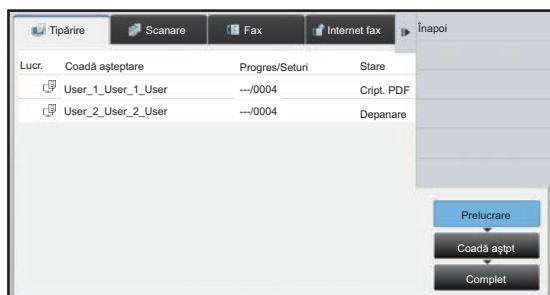 Tipărire Scanare Fax Internet fax Înapoi
Lucr. Coadă așteptare Progres/Seturi Stare
User_1_User_1_User ---/0004 Cript. PDF
User_2_User_2_User ---/0004 Depanare
Prelucrare
Coadă aștpt
Complet